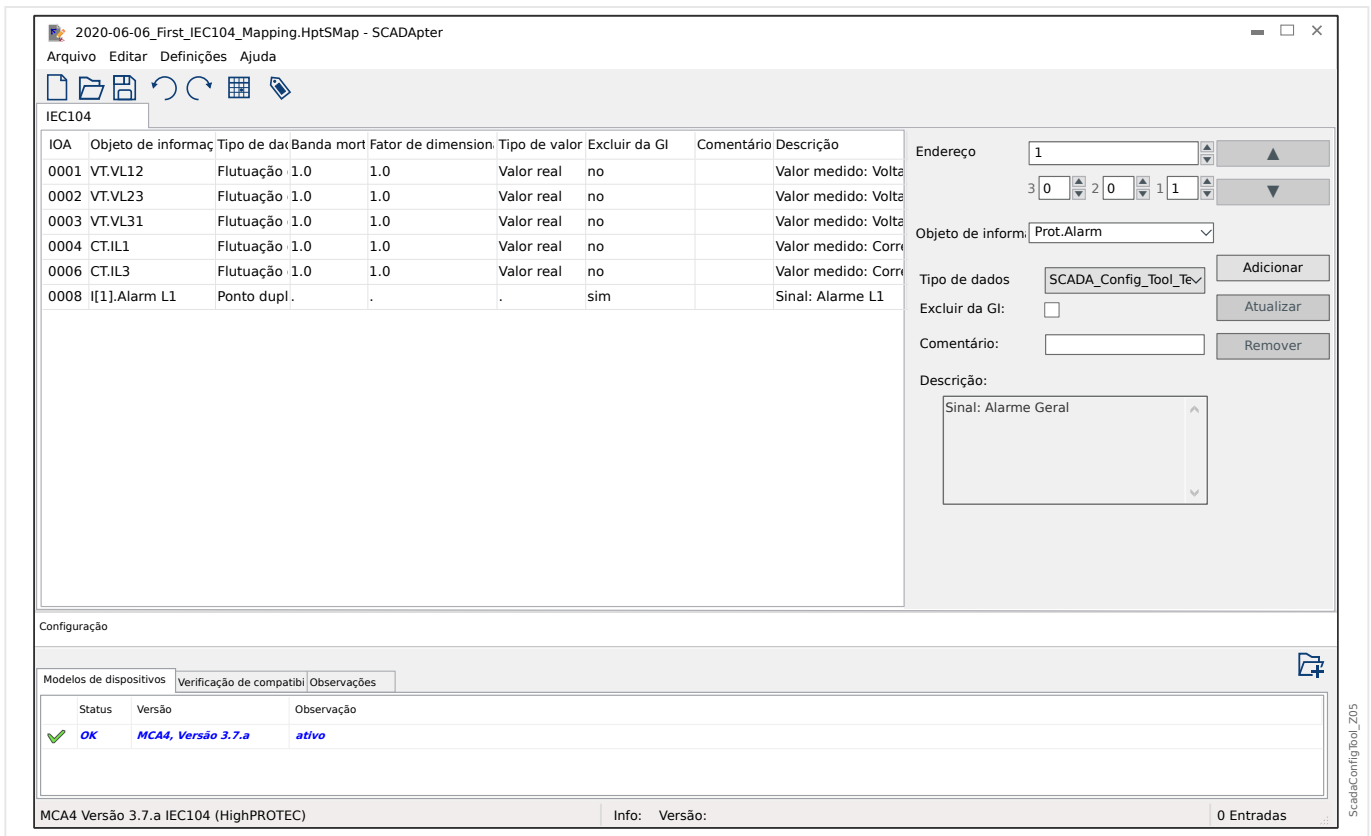 2020-06-06_First_IEC104_Mapping.HptSMap - SCADApter
Arquivo Editar Definições Ajuda
IEC104
IOA Objeto de informaç Tipo de dad Banda mort Fator de dimension Tipo de valor Excluir da GI Comentário Descrição
0001 VT.VL12 Flutuação 1.0 1.0 Valor real no Valor medido: Volta
0002 VT.VL23 Flutuação 1.0 1.0 Valor real no Valor medido: Volta
0003 VT.VL31 Flutuação 1.0 1.0 Valor real no Valor medido: Volta
0004 CT.IL1 Flutuação 1.0 1.0 Valor real no Valor medido: Corre
0006 CT.IL3 Flutuação 1.0 1.0 Valor real no Valor medido: Corre
0008 I[1].Alarm L1 Ponto dupl . . . sim Sinal: Alarme L1
Endereço 1 ▲
3 0 2 0 1 1 ▼
Objeto de informa Prot.Alarm
Adicionar
Tipo de dados SCADA_Config_Tool_Te
Excluir da GI: Atualizar
Comentário: Remover
Descrição:
Sinal: Alarme Geral
Configuração
Modelos de dispositivos Verificação de compatibi Observações
Status Versão Observação
OK MCA4, Versão 3.7.a ativo
MCA4 Versão 3.7.a IEC104 (HighPROTEC) Info: Versão: 0 Entradas
ScadaConfigTool_Z05